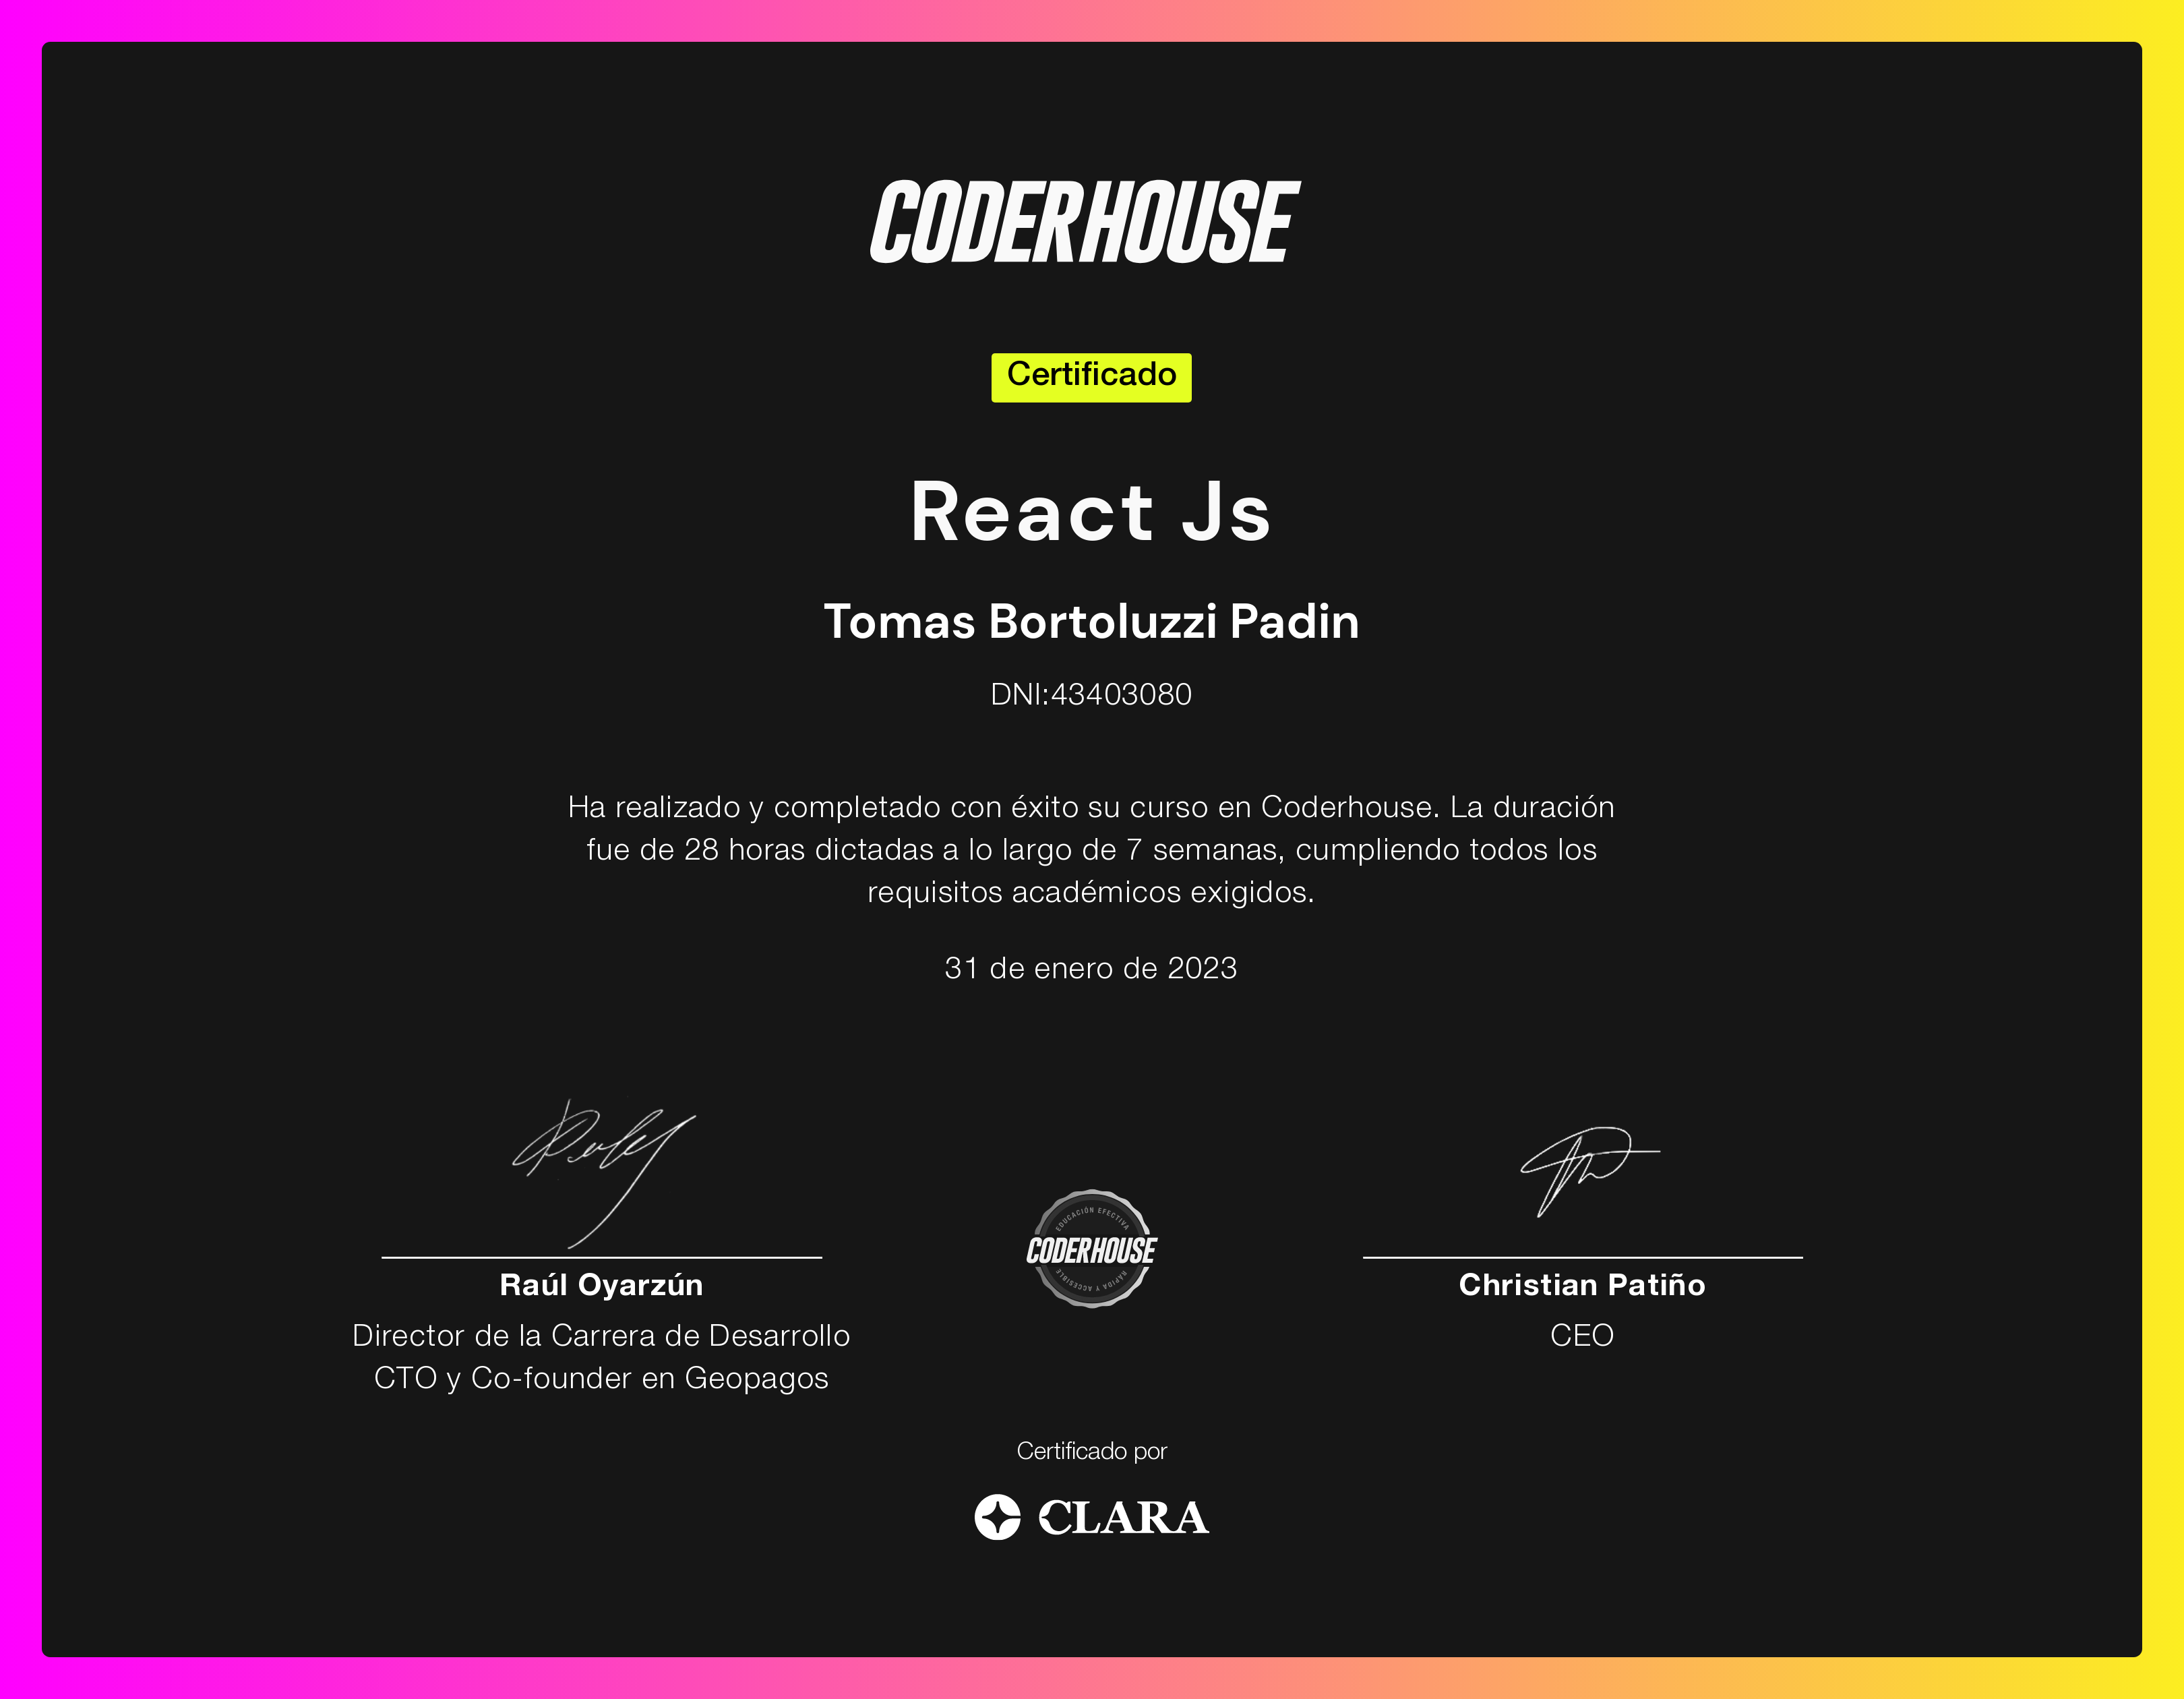 CODERHOUSE
Certificado
React Js
Tomas Bortoluzzi Padin
DNI:43403080
Ha realizado y completado con éxito su curso en Coderhouse. La duración
fue de 28 horas dictadas a lo largo de 7 semanas, cumpliendo todos los
requisitos académicos exigidos.
31 de enero de 2023
Raúl Oyarzún
Director de la Carrera de Desarrollo
CTO y Co-founder en Geopagos
EDUCACIÓN EFECTIVA
CODERHOUSE
RÁPIDA Y ACCESIBLE
Christian Patiño
CEO
Certificado por
CLARA